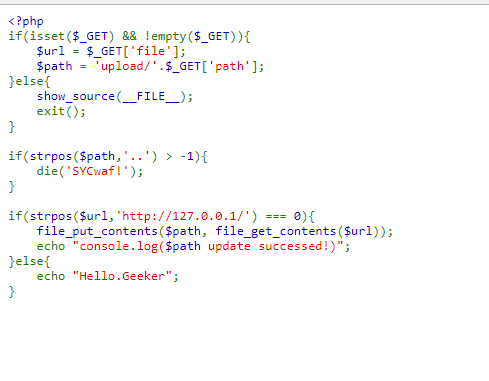 <?php
if(isset($_GET) && !empty($_GET)){
    $url = $_GET['file'];
    $path = 'upload/'.$_GET['path'];
}else{
    show_source(__FILE__);
    exit();
}
if(strpos($path,'..') > -1){
    die('SYCwaf!');
}
if(strpos($url,'http://127.0.0.1/') === 0){
    file_put_contents($path, file_get_contents($url));
    echo "console.log($path update successed!)";
}else{
    echo "Hello.Geeker";
}